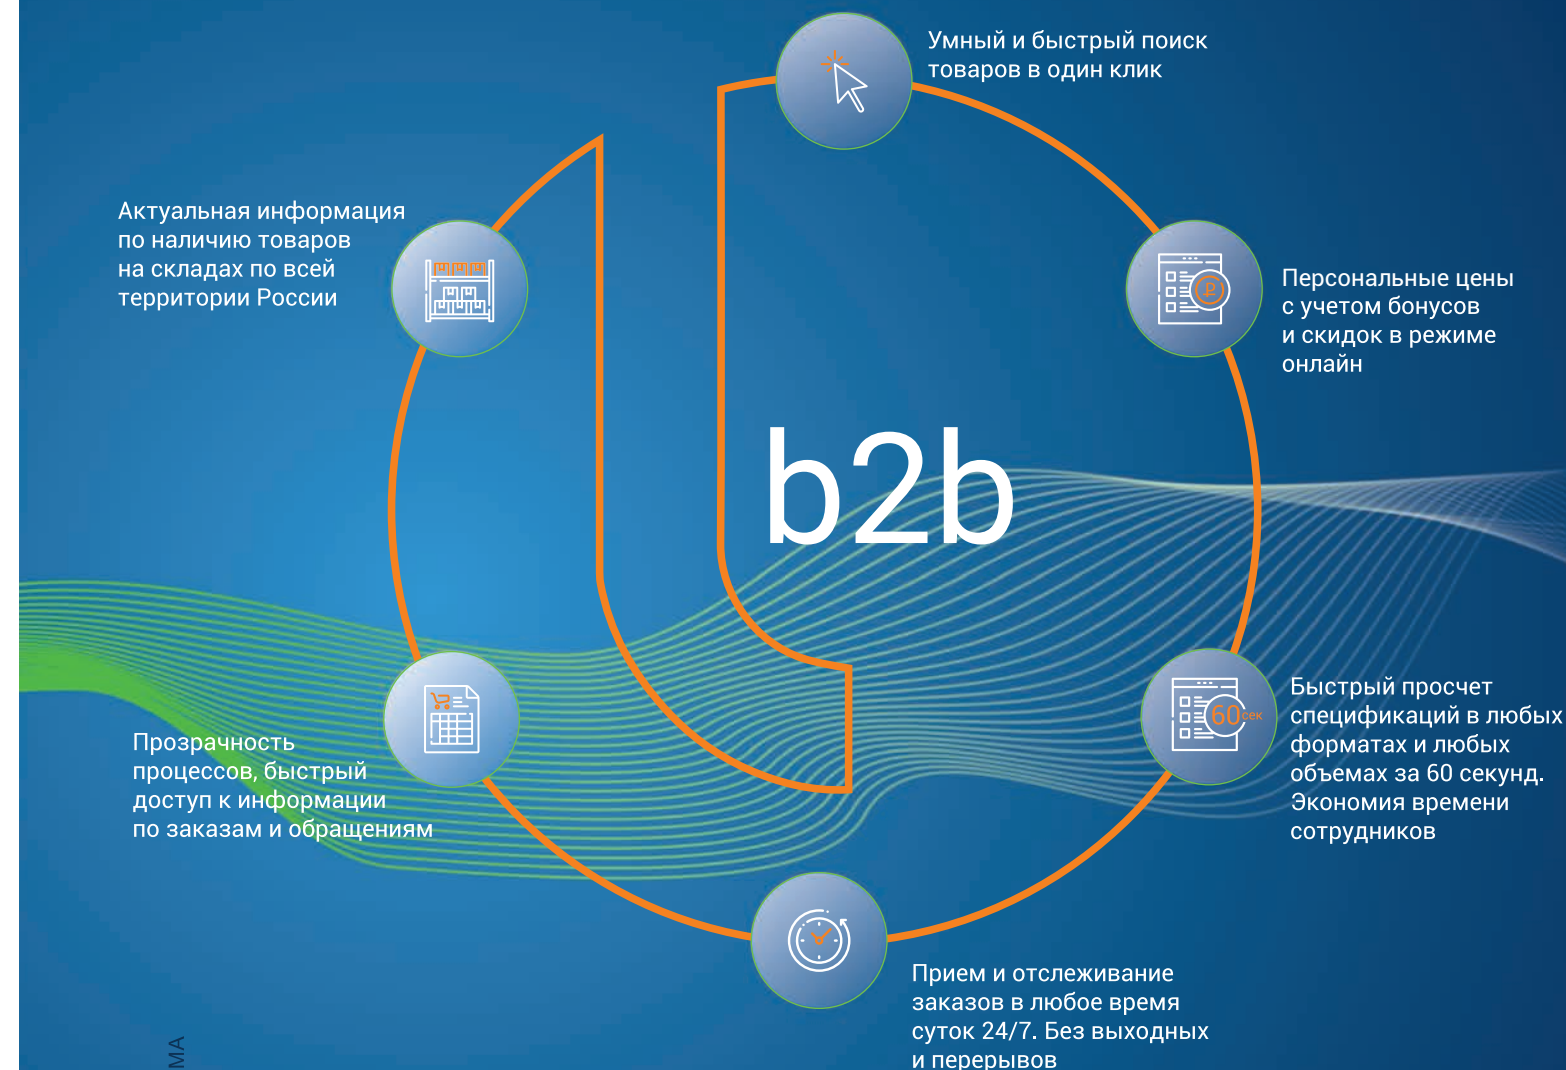 Умный и быстрый поиск
товаров в один клик
Актуальная информация
по наличию товаров
на складах по всей
территории России
Персональные цены
с учетом бонусов
и скидок в режиме
онлайн
b2b
60сек
Быстрый просчет
спецификаций в любых
форматах и любых
объемах за 60 секунд.
Экономия времени
сотрудников
Прозрачность
процессов, быстрый
доступ к информации
по заказам и обращениям
Прием и отслеживание
заказов в любое время
суток 24/7. Без выходных
и перерывов
МА